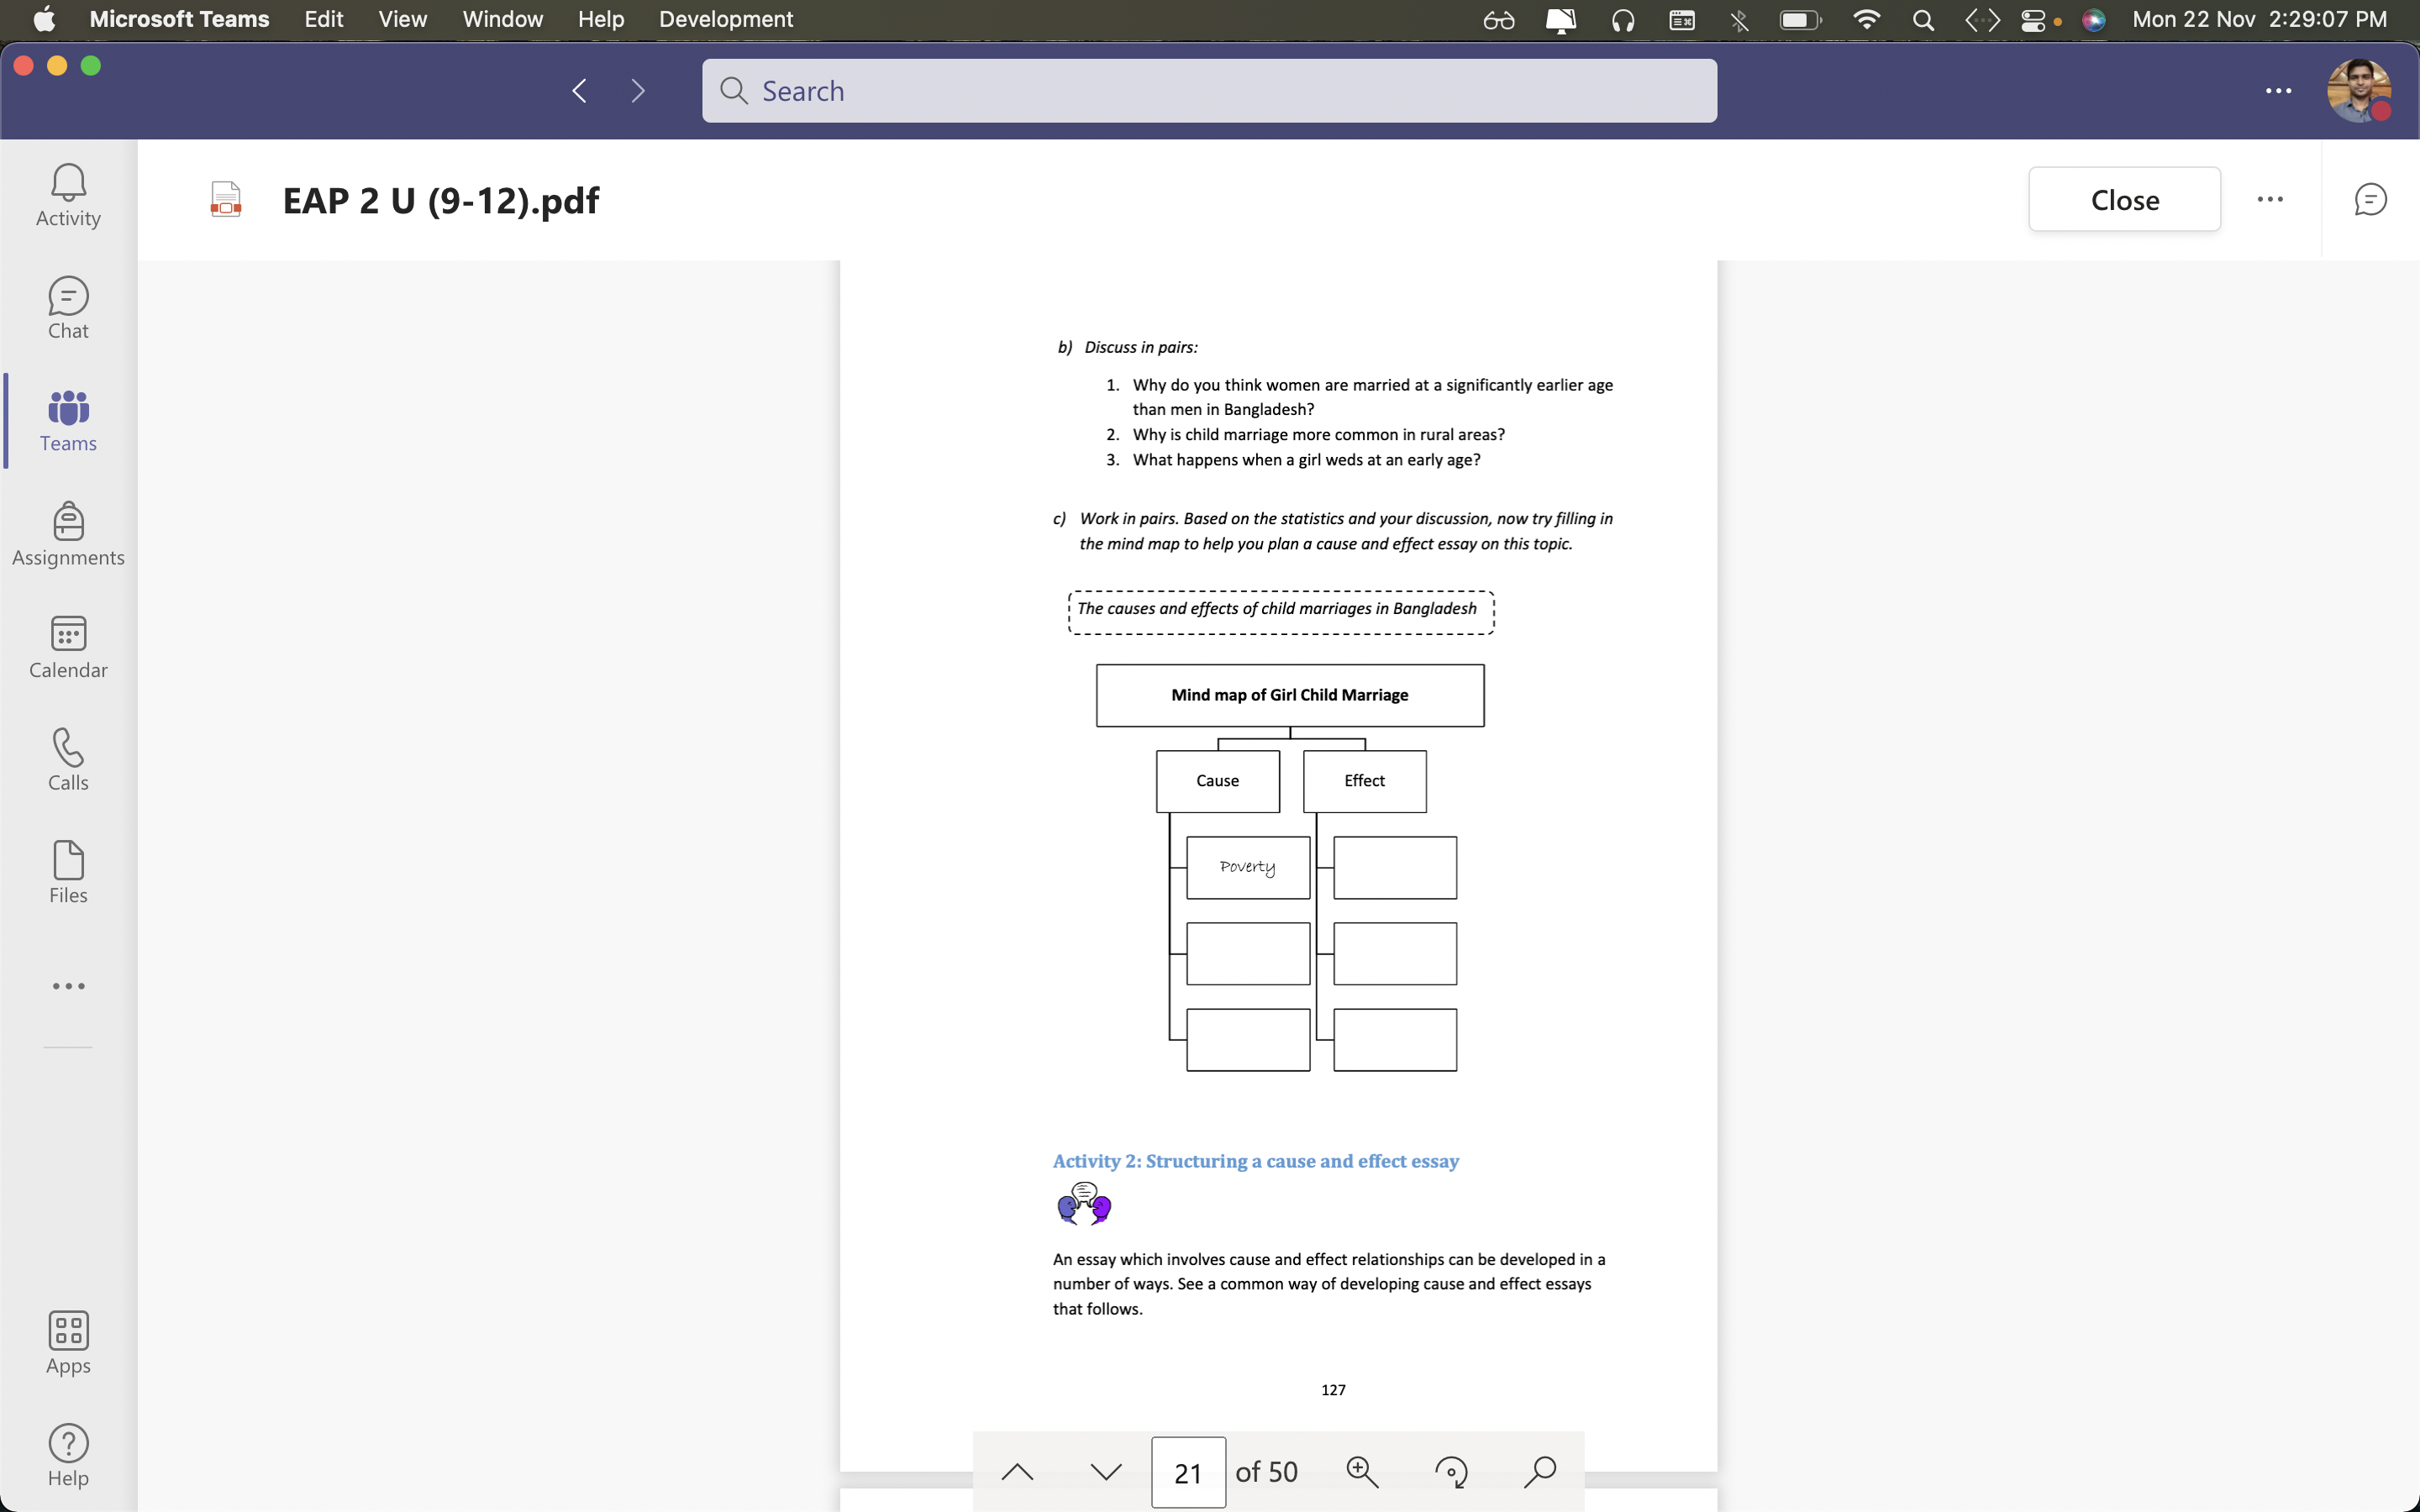 Microsoft Teams Edit View Window Help Development Mon 22 Nov 2:29:07 PM
Search
Activity
Chat
Teams
Assignments
Calendar
Calls
Files
Apps
Help
EAP 2 U (9-12).pdf
Close
b) Discuss in pairs:
1. Why do you think women are married at a significantly earlier age
than men in Bangladesh?
2. Why is child marriage more common in rural areas?
3. What happens when a girl weds at an early age?
c) Work in pairs. Based on the statistics and your discussion, now try filling in
the mind map to help you plan a cause and effect essay on this topic.
The causes and effects of child marriages in Bangladesh
Mind map of Girl Child Marriage
Cause
Effect
Poverty
Activity 2: Structuring a cause and effect essay
An essay which involves cause and effect relationships can be developed in a
number of ways. See a common way of developing cause and effect essays
that follows.
127
21 of 50